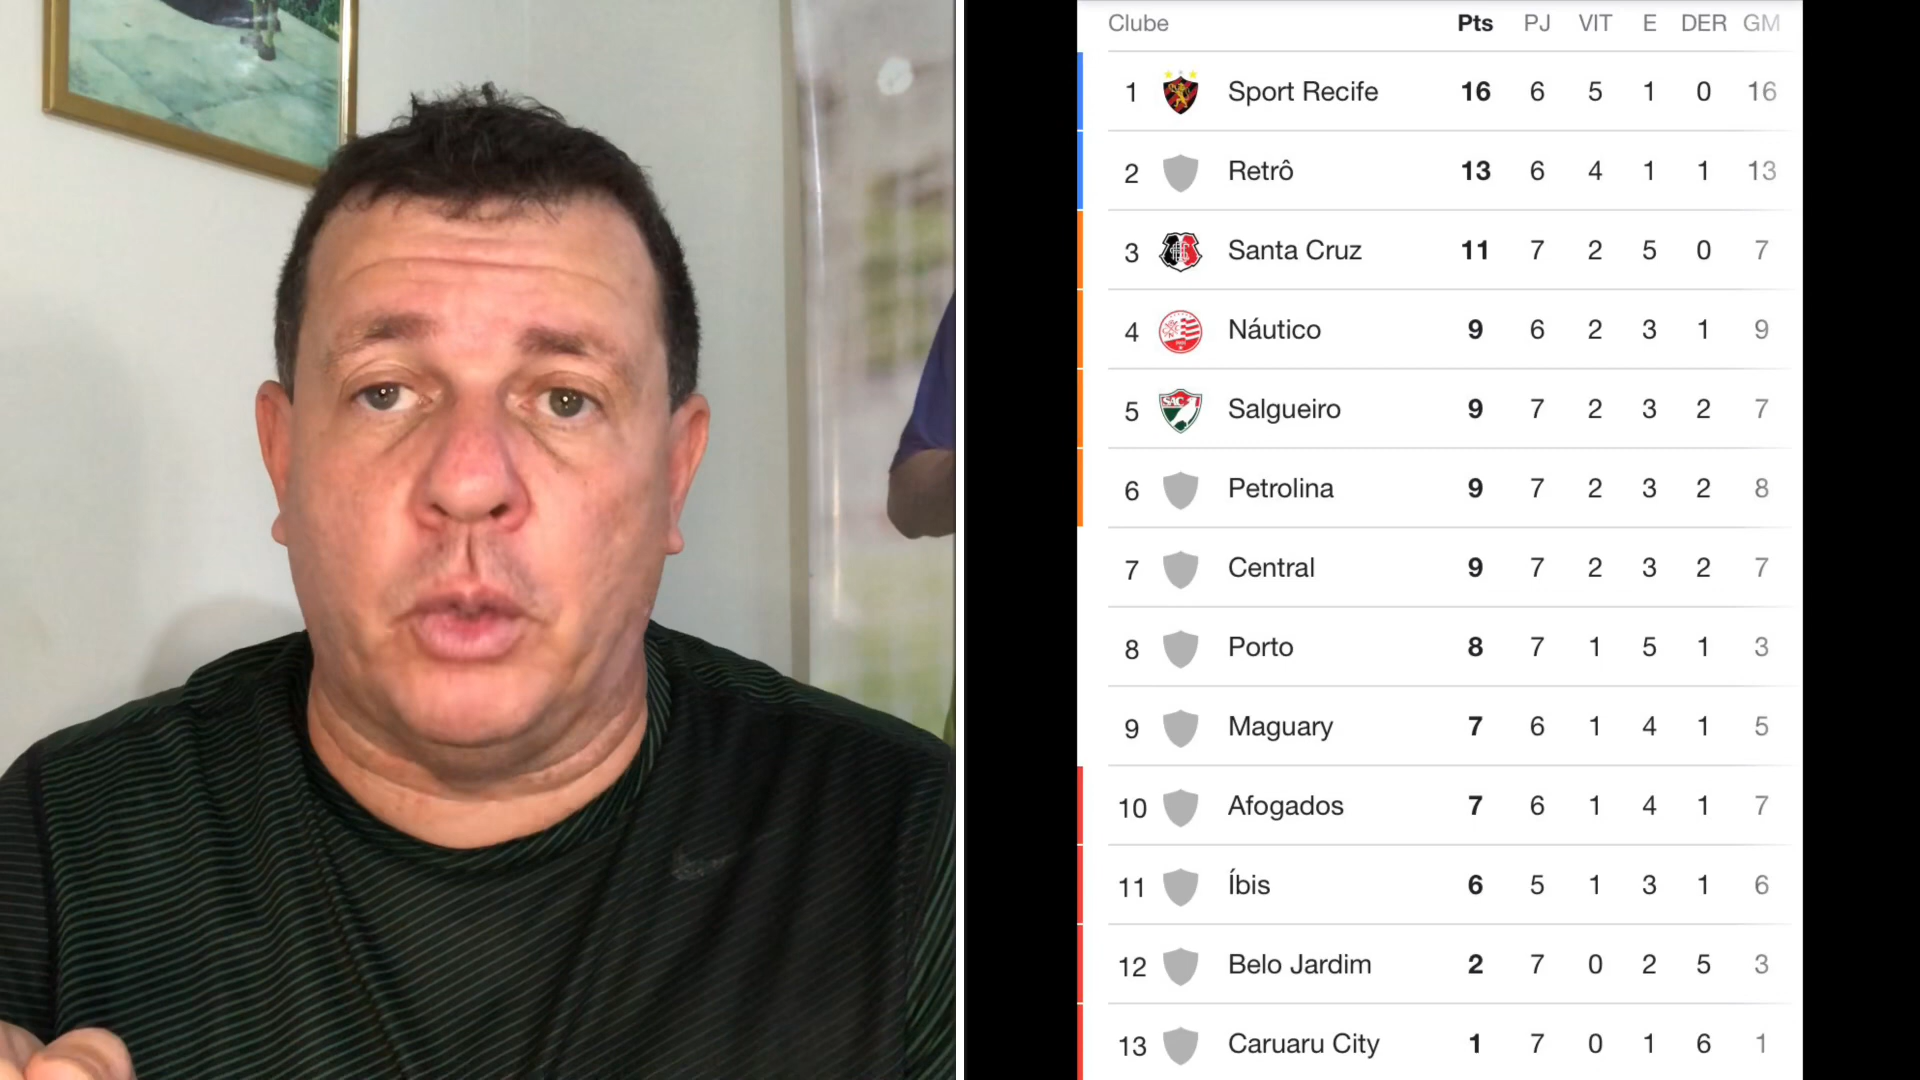 Clube Pts PJ VIT E DER GM
1 Sport Recife 16 6 5 1 0 16
2 Retrô 13 6 4 1 1 13
3 Santa Cruz 11 7 2 5 0 7
4 Náutico 9 6 2 3 1 9
5 Salgueiro 9 7 2 3 2 7
6 Petrolina 9 7 2 3 2 8
7 Central 9 7 2 3 2 7
8 Porto 8 7 1 5 1 3
9 Maguary 7 6 1 4 1 5
10 Afogados 7 6 1 4 1 7
11 Íbis 6 5 1 3 1 6
12 Belo Jardim 2 7 0 2 5 3
13 Caruaru City 1 7 0 1 6 1